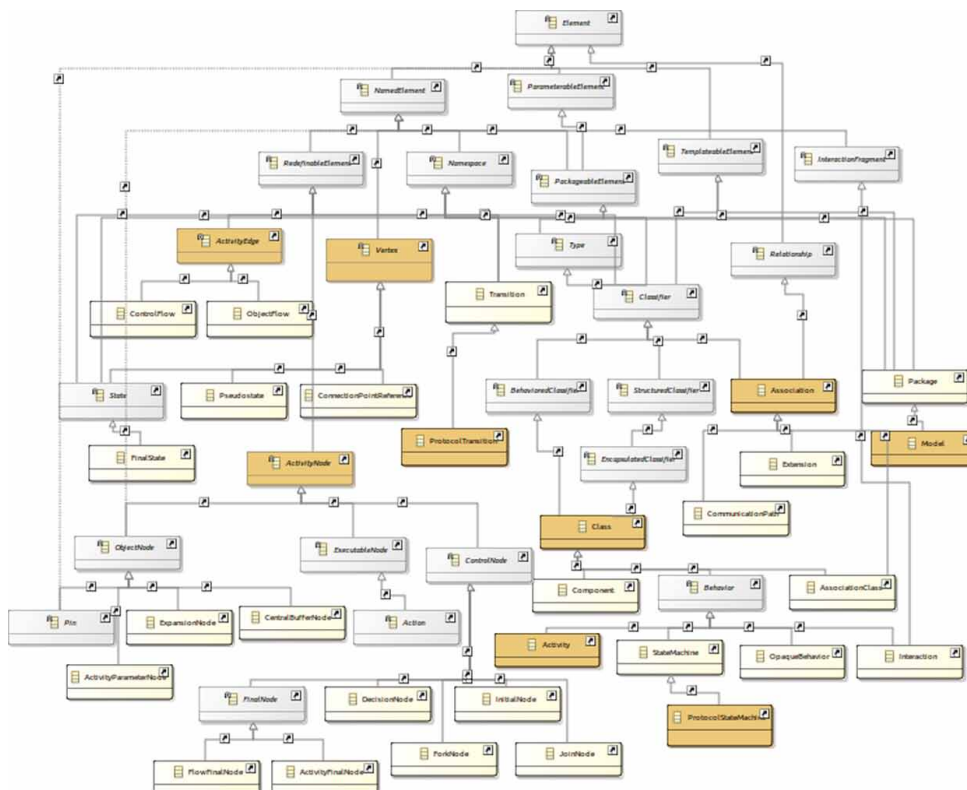 Element
NamedElement
ParameterableElement
RedefinableElement
Namespace
TemplateableElement
InteractionFragment
PackageableElement
ActivityEdge
Vertex
Type
Relationship
ControlFlow
ObjectFlow
Transition
Classifier
State
Pseudostate
ConnectionPointReference
BehavioredClassifier
StructuredClassifier
Association
Package
FinalState
ActivityNode
ProtocolTransition
EncapsulatedClassifier
Extension
Model
CommunicationPath
Class
ObjectNode
ExecutableNode
ControlNode
Component
Behavior
AssociationClass
Pin
ExpansionNode
CentralBufferNode
Action
Activity
StateMachine
OpaqueBehavior
Interaction
ActivityParameterNode
FinalNode
DecisionNode
InitialNode
ProtocolStateMachine
FlowFinalNode
ActivityFinalNode
ForkNode
JoinNode